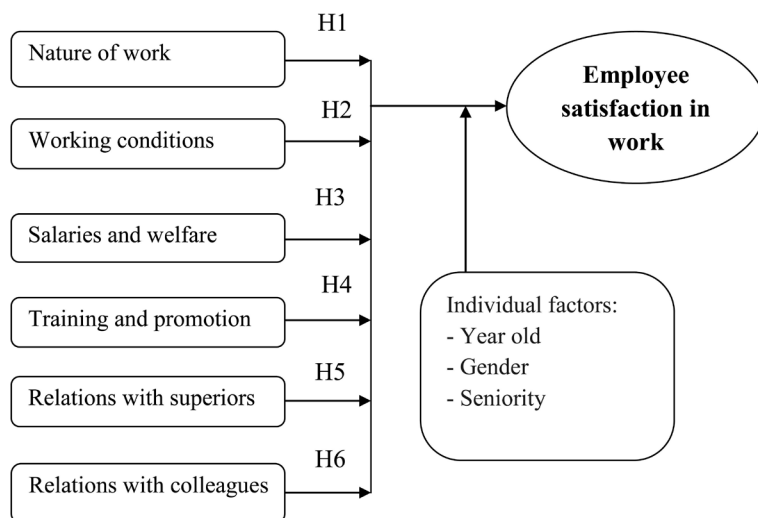 H1
Nature of work
H2
Working conditions
H3
Salaries and welfare
H4
Training and promotion
H5
Relations with superiors
H6
Relations with colleagues
Employee
satisfaction in
work
Individual factors:
- Year old
- Gender
- Seniority